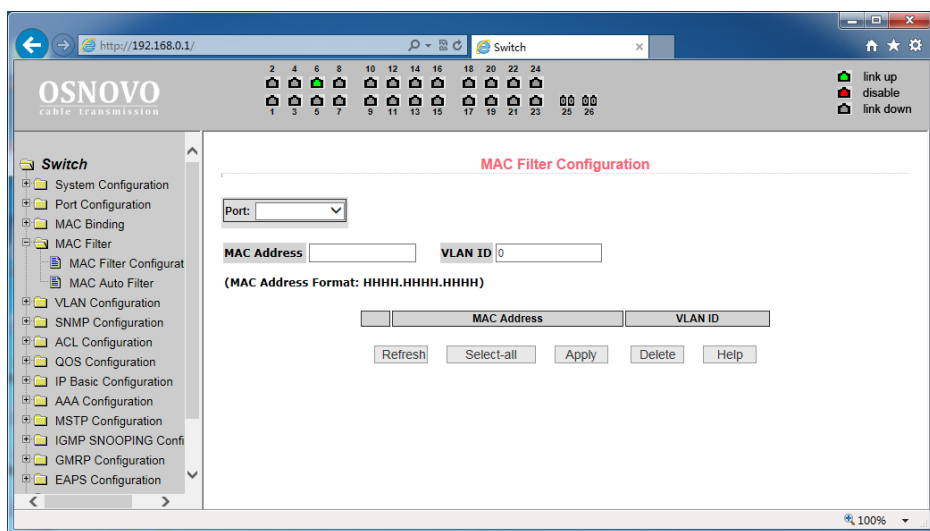 http://192.168.0.1/
Switch
OSNOVO
cable transmission
2 4 6 8 10 12 14 16 18 20 22 24
1 3 5 7 9 11 13 15 17 19 21 23 25 26
link up
disable
link down
Switch
System Configuration
Port Configuration
MAC Binding
MAC Filter
MAC Filter Configurat
MAC Auto Filter
VLAN Configuration
SNMP Configuration
ACL Configuration
QOS Configuration
IP Basic Configuration
AAA Configuration
MSTP Configuration
IGMP SNOOPING Confi
GMRP Configuration
EAPS Configuration
MAC Filter Configuration
Port:
MAC Address VLAN ID 0
(MAC Address Format: HHHH.HHHH.HHHH)
MAC Address VLAN ID
Refresh Select-all Apply Delete Help
100%